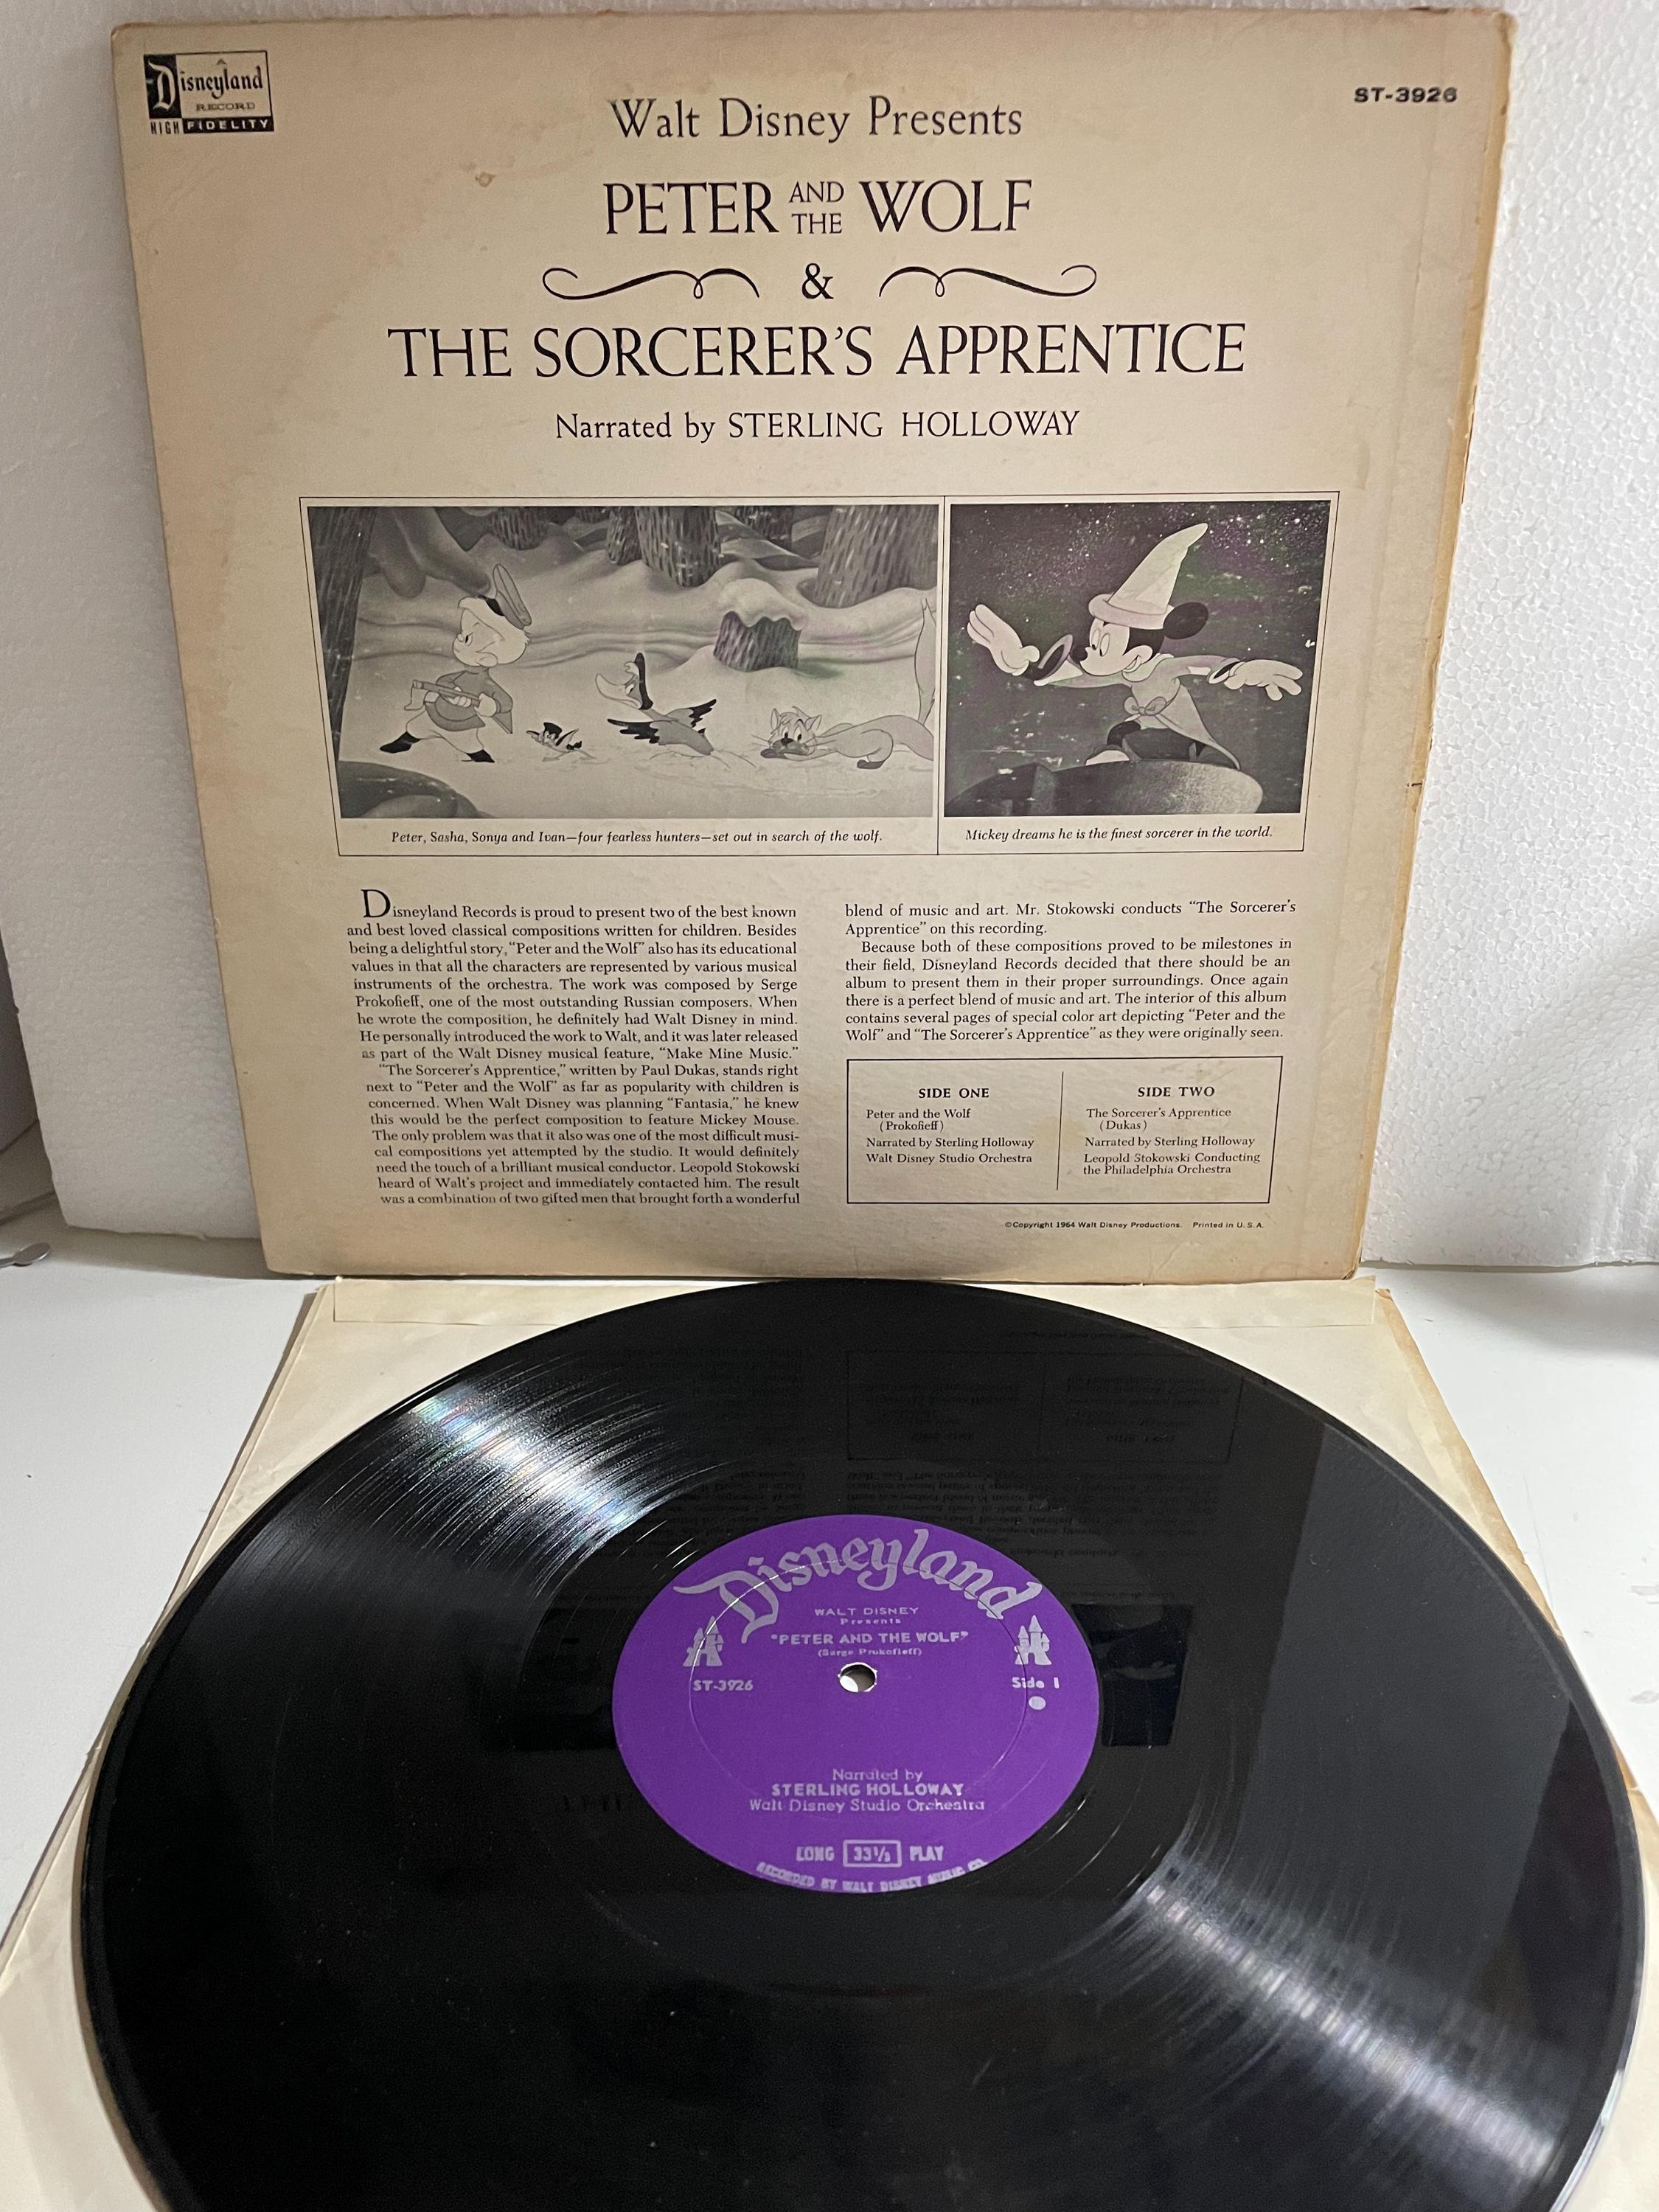 Disneyland
RECORD
HIGH FIDELITY
ST-3926
Walt Disney Presents
PETER AND THE WOLF
&
THE SORCERER'S APPRENTICE
Narrated by STERLING HOLLOWAY
Peter, Sasha, Sonya and Ivan—four fearless hunters—set out in search of the wolf.
Mickey dreams he is the finest sorcerer in the world.
Disneyland Records is proud to present two of the best known
and best loved classical compositions written for children. Besides
being a delightful story, "Peter and the Wolf" also has its educational
values in that all the characters are represented by various musical
instruments of the orchestra. The work was composed by Serge
Prokofieff, one of the most outstanding Russian composers. When
he wrote the composition, he definitely had Walt Disney in mind.
He personally introduced the work to Walt, and it was later released
as part of the Walt Disney musical feature, "Make Mine Music."
"The Sorcerer's Apprentice," written by Paul Dukas, stands right
next to "Peter and the Wolf" as far as popularity with children is
concerned. When Walt Disney was planning "Fantasia," he knew
this would be the perfect composition to feature Mickey Mouse.
The only problem was that it also was one of the most difficult musi-
cal compositions yet attempted by the studio. It would definitely
need the touch of a brilliant musical conductor. Leopold Stokowski
heard of Walt's project and immediately contacted him. The result
was a combination of two gifted men that brought forth a wonderful
blend of music and art. Mr. Stokowski conducts "The Sorcerer's
Apprentice" on this recording.
Because both of these compositions proved to be milestones in
their field, Disneyland Records decided that there should be an
album to present them in their proper surroundings. Once again
there is a perfect blend of music and art. The interior of this album
contains several pages of special color art depicting "Peter and the
Wolf" and "The Sorcerer's Apprentice" as they were originally seen.
SIDE ONE
Peter and the Wolf
(Prokofieff)
Narrated by Sterling Holloway
Walt Disney Studio Orchestra
SIDE TWO
The Sorcerer's Apprentice
(Dukas)
Narrated by Sterling Holloway
Leopold Stokowski Conducting
the Philadelphia Orchestra
©Copyright 1964 Walt Disney Productions. Printed in U.S.A.
Disneyland
WALT DISNEY
Presents
"PETER AND THE WOLF"
(Serge Prokofieff)
ST-3926
Side 1
Narrated by
STERLING HOLLOWAY
Walt Disney Studio Orchestra
LONG 33⅓ PLAY
RECORDED BY WALT DISNEY MUSIC CO.